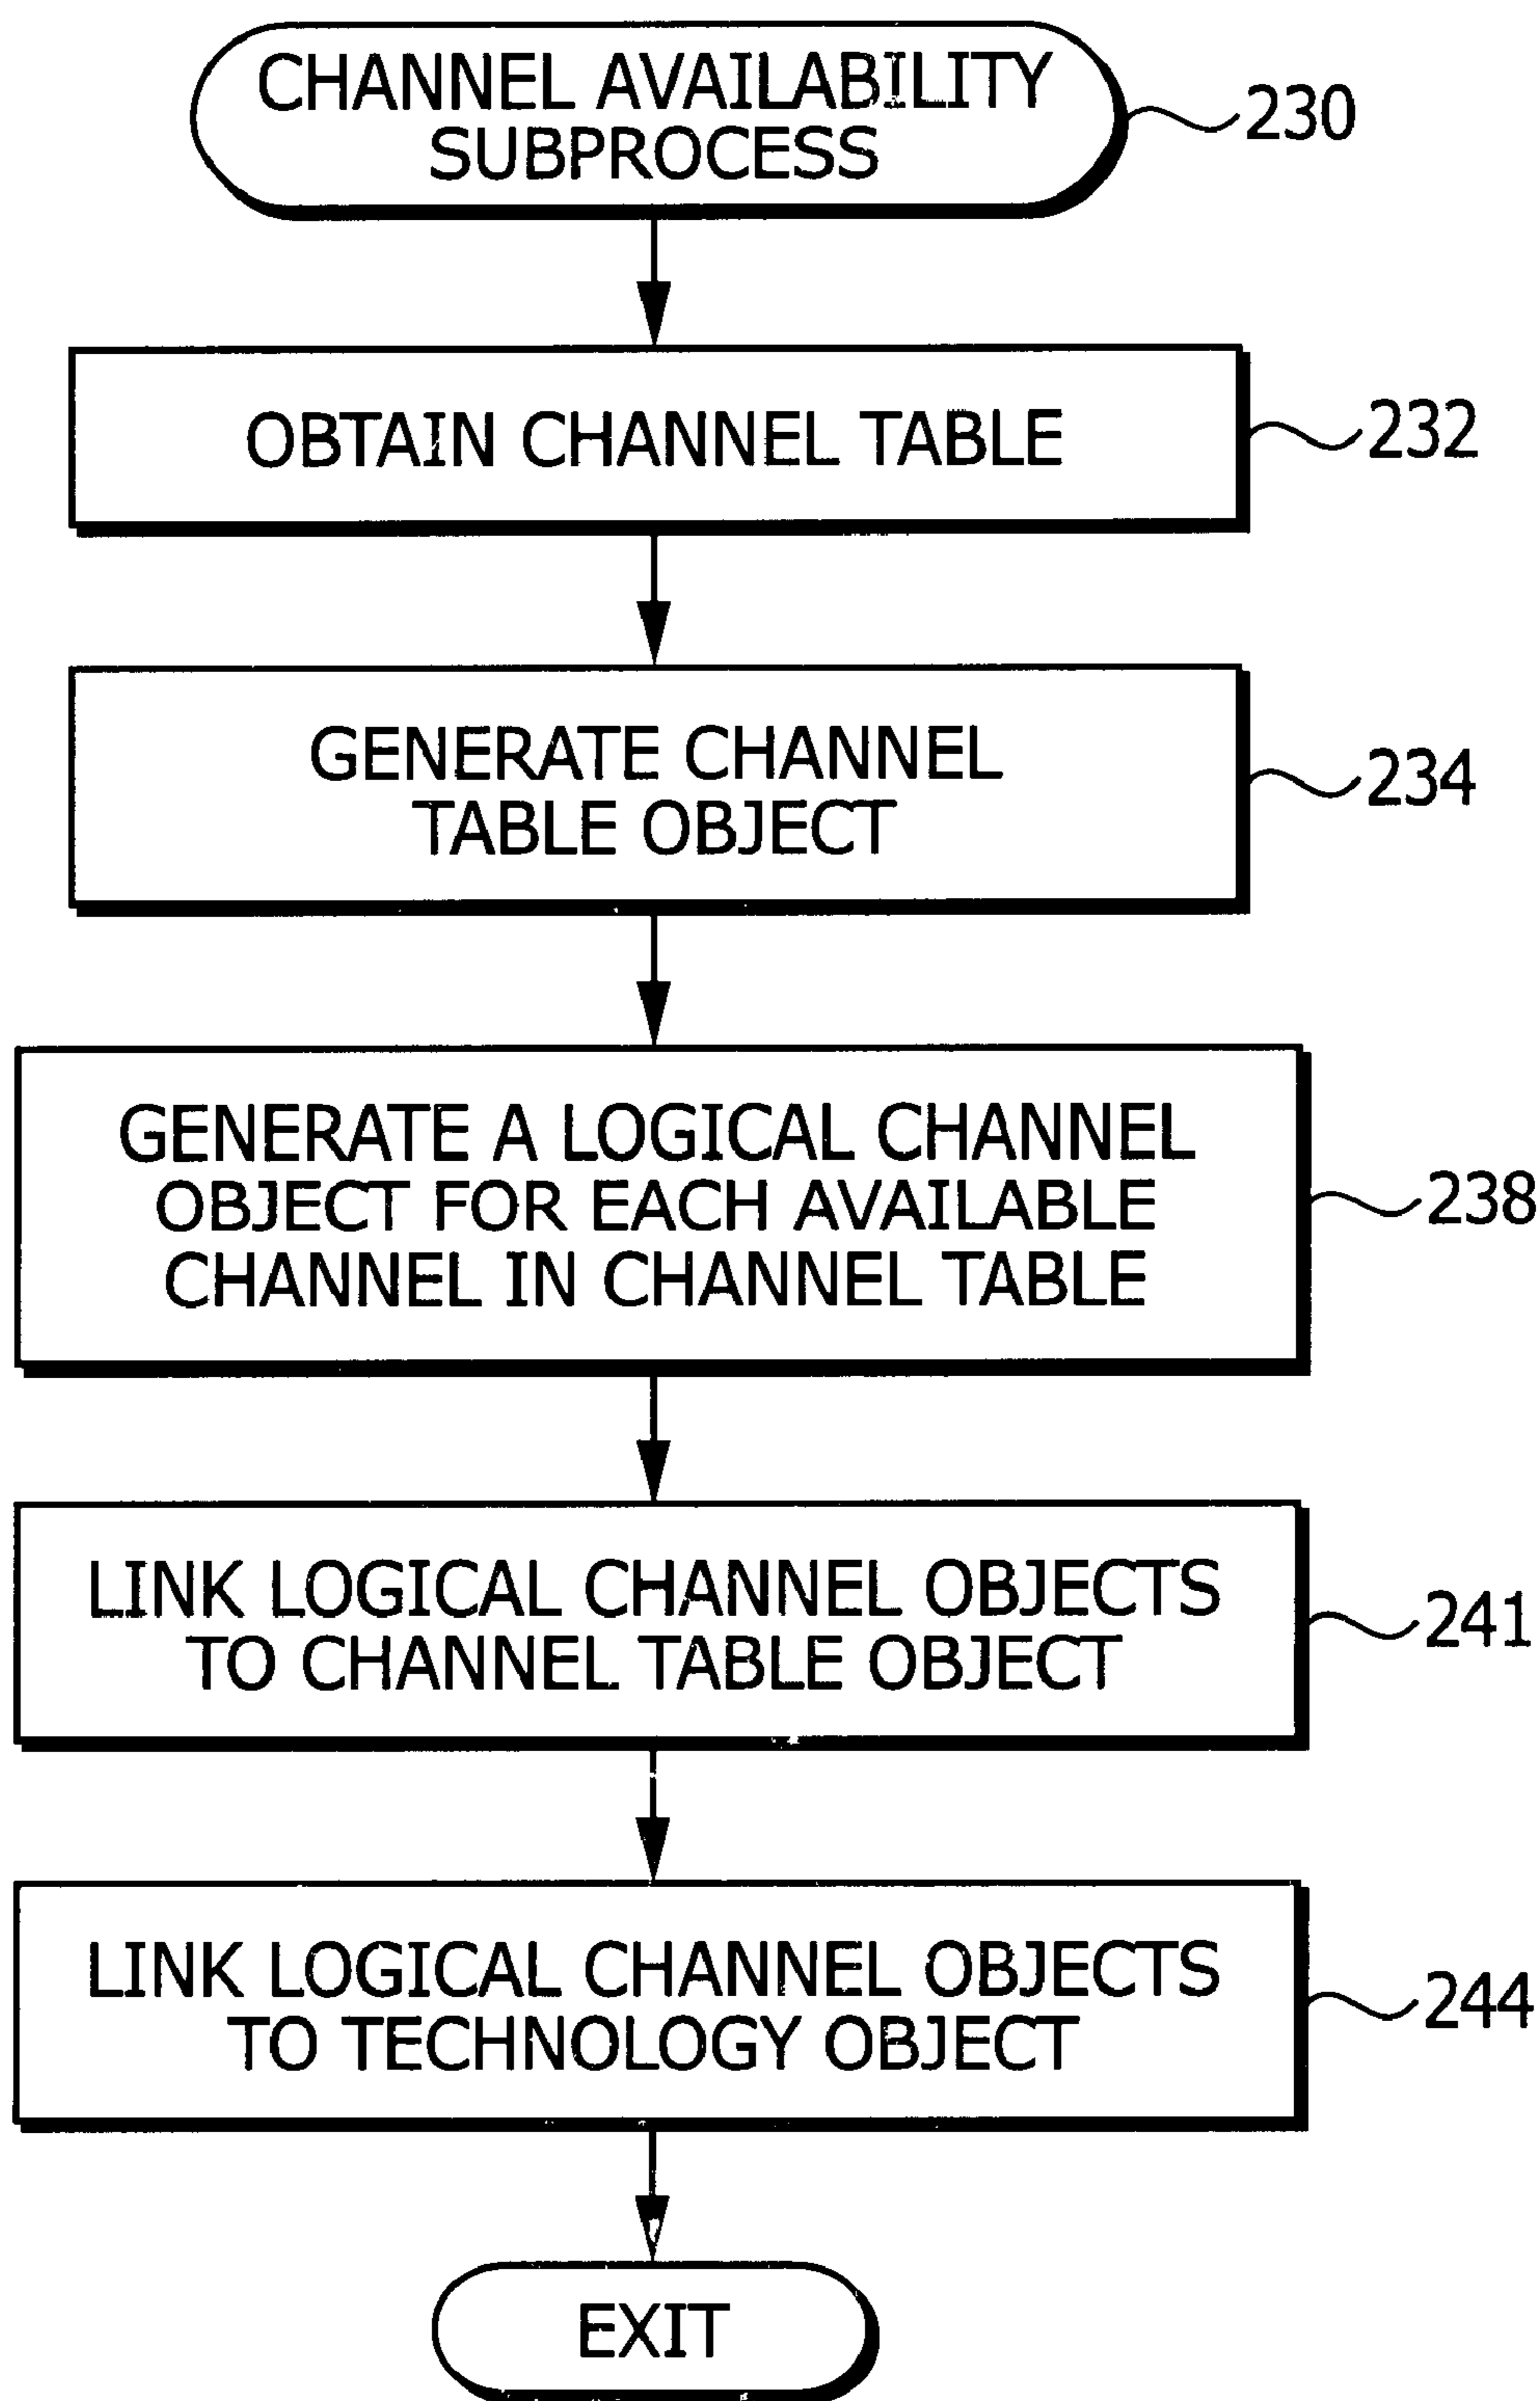 CHANNEL AVAILABILITY
SUBPROCESS
230
OBTAIN CHANNEL TABLE
232
GENERATE CHANNEL
TABLE OBJECT
234
GENERATE A LOGICAL CHANNEL
OBJECT FOR EACH AVAILABLE
CHANNEL IN CHANNEL TABLE
238
LINK LOGICAL CHANNEL OBJECTS
TO CHANNEL TABLE OBJECT
241
LINK LOGICAL CHANNEL OBJECTS
TO TECHNOLOGY OBJECT
244
EXIT